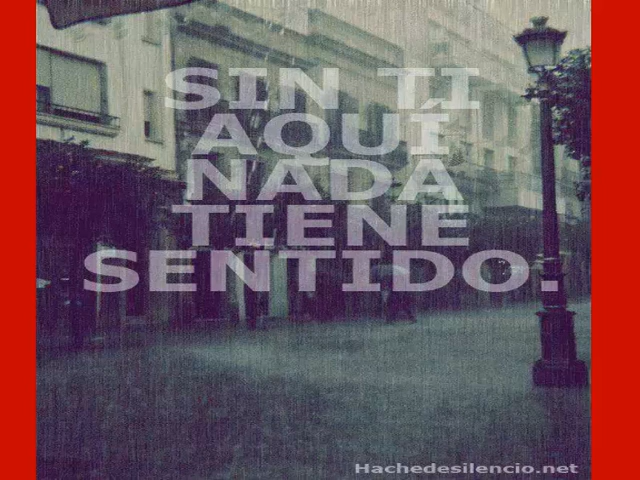 SIN TI
AQUÍ
NADA
TIENE
SENTIDO.
Hachedesilencio.net